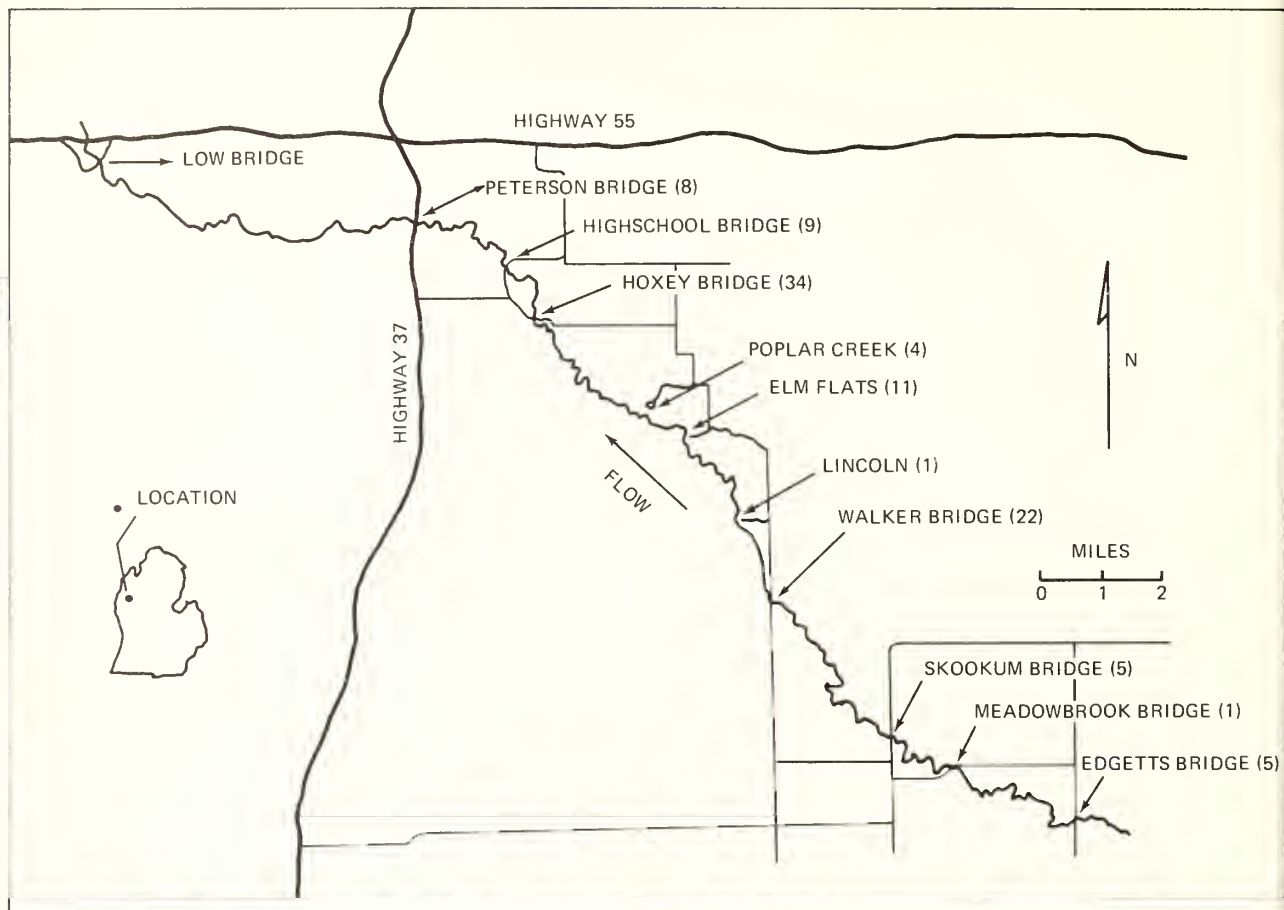 HIGHWAY 55
LOW BRIDGE
PETERSON BRIDGE (8)
HIGHSCHOOL BRIDGE (9)
HOXEY BRIDGE (34)
HIGHWAY 37
POPLAR CREEK (4)
ELM FLATS (11)
N
LINCOLN (1)
FLOW
LOCATION
WALKER BRIDGE (22)
MILES
0 1 2
SKOOKUM BRIDGE (5)
MEADOWBROOK BRIDGE (1)
EDGETTS BRIDGE (5)